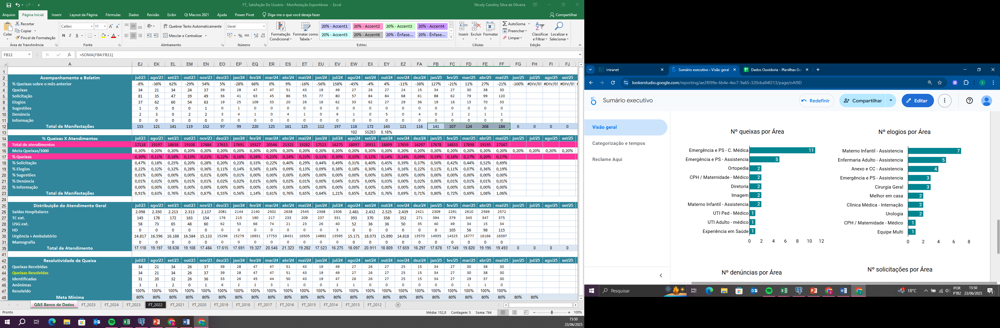 FT_ Satisfação Do Usuário - Manifestação Espontânea - Excel
Nicoly Caroliny Silva de Oliveira
Arquivo Página Inicial Inserir Layout da Página Fórmulas Dados Revisão Exibir QI Macros 2021 Ajuda Power Pivot Diga-me o que você deseja fazer Compartilhar
Colar Recortar Copiar Pincel de Formatação
Calibri 11 Quebrar Texto Automaticamente Geral
N I S Mesclar e Centralizar % 000
Formatação Condicional Formatar como Tabela
20% - Accent1 20% - Accent2 20% - Accent3 20% - Accent4
20% - Accent5 20% - Accent6 20% - Ênfase... 20% - Ênfase...
Inserir Excluir Formatar AutoSoma Preencher Limpar Classificar e Filtrar Localizar e Selecionar
Área de Transferência Fonte Alinhamento Número Estilos Células Edição
FB12 fx =SOMA(FB4:FB11)
A EJ EK EL EM EN EO EP EQ ER ES ET EU EV EW EX EY EZ FA FB FC FD FE FF FG FH FI FJ
1
2 Acompanhamento e Boletim jul/23 ago/23 set/23 out/23 nov/23 dez/23 jan/24 fev/24 mar/24 abr/24 mai/24 jun/24 jul/24 ago/24 set/24 out/24 nov/24 dez/24 jan/25 fev/25 mar/25 abr/25 mai/25 jun/25 jul/25 ago/25 set/25
3 % Queixas sobre o mês anterior -8% -38% 62% -29% 54% 5% -28% 68% 0% 9% -16% -56% 158% -45% -4% 4% -11% -38% 127% -21% 11% 27% -21% -100% #DIV/0! #DIV/0! #DIV/0!
4 Queixas 34 21 34 24 37 39 28 47 47 51 43 19 49 27 26 27 24 15 34 27 30 38 30
5 Solicitação 81 35 47 39 49 36 41 63 45 86 55 77 80 57 84 84 68 61 88 62 79 99 120
8 Elogios 37 62 60 54 63 19 25 109 33 20 26 16 62 33 62 27 29 36 19 16 13 70 33
9 Sugestões 1 0 0 0 1 0 1 0 0 0 0 0 0 0 0 0 0 0 0 0 0 0 0
10 Denúncia 2 3 0 2 2 3 4 1 0 4 1 0 6 1 0 5 0 4 0 2 2 1 1
11 Informação 0 0 0 0 0 0 0 0 0 0 0 0 0 0 0 0 0 0 0 0 0 0 0
12 Total de Manifestações 155 121 141 119 152 97 99 220 125 161 125 112 197 118 172 143 121 116 141 107 124 208 184 0 0 0 0
13 102 55283 0,18%
14 % Queixas X Atendimentos jul/23 ago/23 set/23 out/23 nov/23 dez/23 jan/24 fev/24 mar/24 abr/24 mai/24 jun/24 jul/24 ago/24 set/24 out/24 nov/24 dez/24 jan/25 fev/25 mar/25 abr/25 mai/25 jun/25 jul/25 ago/25 set/25
15 Total de atendimentos 17118 19197 18638 19108 17484 17615 17691 19327 20546 21323 19282 17523 16275 18097 20911 18809 17659 16297 17678 14833 17898 19195 17347
16 Meta Queixas/1000 0,20% 0,20% 0,20% 0,20% 0,20% 0,20% 0,20% 0,20% 0,20% 0,20% 0,20% 0,20% 0,20% 0,20% 0,20% 0,20% 0,20% 0,20% 0,20% 0,20% 0,20% 0,20% 0,20% 0,20% 0,20% 0,20% 0,20%
17 % Queixas 0,20% 0,11% 0,18% 0,13% 0,21% 0,22% 0,16% 0,24% 0,23% 0,24% 0,22% 0,11% 0,30% 0,15% 0,12% 0,14% 0,14% 0,09% 0,19% 0,18% 0,17% 0,20% 0,17%
18 % Solicitação 0,47% 0,18% 0,25% 0,20% 0,28% 0,20% 0,23% 0,33% 0,22% 0,40% 0,29% 0,44% 0,49% 0,31% 0,40% 0,45% 0,39% 0,37% 0,50% 0,42% 0,44% 0,52% 0,69%
19 % Elogios 0,22% 0,32% 0,32% 0,28% 0,36% 0,11% 0,14% 0,56% 0,16% 0,09% 0,13% 0,09% 0,38% 0,18% 0,30% 0,14% 0,16% 0,22% 0,11% 0,11% 0,07% 0,36% 0,19%
20 % Sugestões 0,01% 0,00% 0,00% 0,00% 0,01% 0,00% 0,01% 0,00% 0,00% 0,00% 0,00% 0,00% 0,00% 0,00% 0,00% 0,00% 0,00% 0,00% 0,00% 0,00% 0,00% 0,00% 0,00%
21 % Denúncia 0,01% 0,02% 0,00% 0,01% 0,01% 0,02% 0,02% 0,01% 0,00% 0,02% 0,01% 0,00% 0,04% 0,01% 0,00% 0,03% 0,00% 0,02% 0,00% 0,01% 0,01% 0,01% 0,01%
22 % Informação 0,00% 0,00% 0,00% 0,00% 0,00% 0,00% 0,00% 0,00% 0,00% 0,00% 0,00% 0,00% 0,00% 0,00% 0,00% 0,00% 0,00% 0,00% 0,00% 0,00% 0,00% 0,00% 0,00%
23 Total de Manifestações 0,91% 0,63% 0,76% 0,62% 0,87% 0,55% 0,56% 1,14% 0,61% 0,76% 0,65% 0,64% 1,21% 0,65% 0,82% 0,76% 0,69% 0,71% 0,80% 0,72% 0,69% 1,08% 1,06%
24
25 Distribuição do Atendimento Geral jul/23 ago/23 set/23 out/23 nov/23 dez/23 jan/24 fev/24 mar/24 abr/24 mai/24 jun/24 jul/24 ago/24 set/24 out/24 nov/24 dez/24 jan/25 fev/25 mar/25 abr/25 mai/25 jun/25 jul/25 ago/25 set/25
26 Saídas Hospitalares 2.098 2.350 2.213 2.313 2.137 2081 2144 2140 2502 2638 2545 2368 2306 2.481 2.432 2.525 2.439 2421 2309 2291 2610 2569 2572
27 TC ext. 145 178 172 163 154 176 215 190 217 233 209 237 331 393 370 358 352 271 394 379 343 347 375
28 USG ext. 58 73 65 48 60 62 53 66 74 21 23 26 40 52 36 36 50 35 40 49 34 15 34
29 HD 0 0 0 0 0 0 0 0 0 0 0 0 3 0 0 0 0 0 0 105 56 98 115
30 Urgência + Ambulatório 14.817 16.596 16.188 16.584 15.133 15296 15279 16931 17753 18431 16505 14892 13595 15.171 18.073 15.890 14.818 13570 14935 14325 16777 16166 16397
31 Mamografia 0 0 0 0 0 0 0 0 0 0 0 0 0 0 0 0 0 0 0 0 0 0 0
39 Total de Atendimento 17.118 19.197 18.638 19.108 17.484 17.615 17.691 19.327 20.546 21.323 19.282 17.523 16.275 18.097 20.911 18.809 17.659 16.297 17.678 17.149 19.820 19.195 19.493 0 0 0 0
41
42 Resolutividade de Queixa jul/23 ago/23 set/23 out/23 nov/23 dez/23 jan/24 fev/24 mar/24 abr/24 mai/24 jun/24 jul/24 ago/24 set/24 out/24 nov/24 dez/24 jan/25 fev/25 mar/25 abr/25 mai/25 jun/25 jul/25 ago/25 set/25
43 Queixas Recebidas 34 21 34 26 37 39 28 47 47 51 43 19 49 27 26 27 25 15 34 27 30 38 30
44 Queixas Resolvidas 34 21 34 26 37 39 28 47 47 51 43 19 49 27 26 27 25 15 34 27 30 38 30
45 Identificadas 31 20 32 26 36 33 26 45 44 50 43 19 47 26 26 27 25 15 34 27 29 37 30
46 Anônimas 3 1 2 0 1 6 2 2 3 1 0 0 2 1 0 0 0 0 0 0 1 1 0
47 Resolvido 100% 100% 100% 100% 100% 100% 100% 100% 100% 100% 100% 100% 100% 100% 100% 100% 100% 100% 100% 100% 100% 100% 100%
48 Meta Mínima 80% 80% 80% 80% 80% 80% 80% 80% 80% 80% 80% 80% 80% 80% 80% 80% 80% 80% 80% 80% 80% 80% 80% 80% 80%
Q&S Banco de Dados FT_2025 FT_2024 FT_2023 FT_2022 FT_2021 FT_2020 FT_2019 FT_2018 FT_2017 FT_2016 FT_2015 FT_2014 FT_2013 FT_2012
Pronto Média: 152,8 Contagem: 5 Soma: 764 100%
15:50
23/06/2025
intranet Sumário executivo › Visão geral Dados Ouvidoria - Planilhas Go
lookerstudio.google.com/reporting/ae2f099e-6b4e-4ec7-9a65-320cba84f213/page/oAI9D
Sumário executivo Redefinir Compartilhar Editar
Visão geral
Categorização e tempos
Reclame Aqui
Nº queixas por Área
Emergência e PS - C. Médica 11
Emergência e PS - Assistencia 5
Ortopedia 2
CPH / Maternidade - Médico 2
Diretoria 2
Imagem 2
Materno Infantil - Assistencia 2
UTI Ped - Médico 1
UTI Adulto - médico 1
Experiência em Saúde 1
0 2 4 6 8 10 12
Nº elogios por Área
Materno Infantil - Assistencia 7
Enfermaria Adulto - Assistencia 5
Anexo e CC - Assistencia 4
Emergência e PS - Assistencia 3
Cirurgia Geral 3
Melhor em casa 2
Clínica Médica - Internação 2
Urologia 2
CPH / Maternidade - Médico 1
Equipe Multi 1
0 2 4 6 8
Nº denúncias por Área
Nº solicitações por Área
Pesquisar 18°C POR 15:50
PTB2 23/06/2025 5